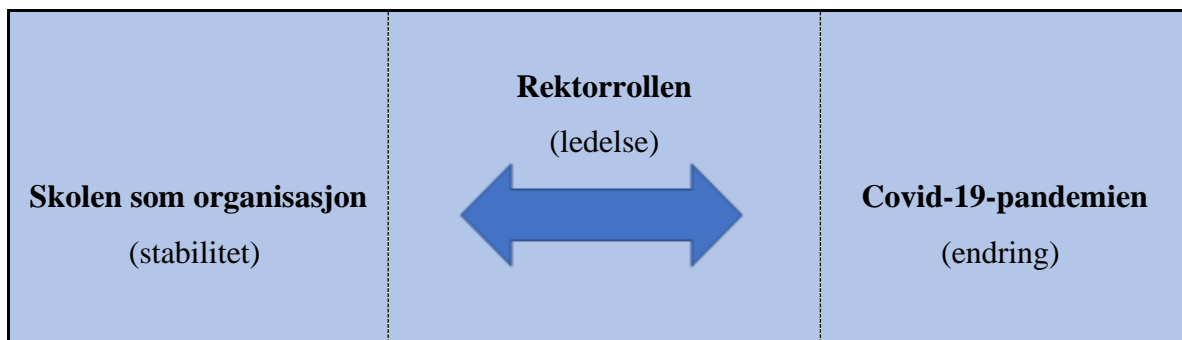 Skolen som organisasjon
(stabilitet)
Rektorrollen
(ledelse)
Covid-19-pandemien
(endring)